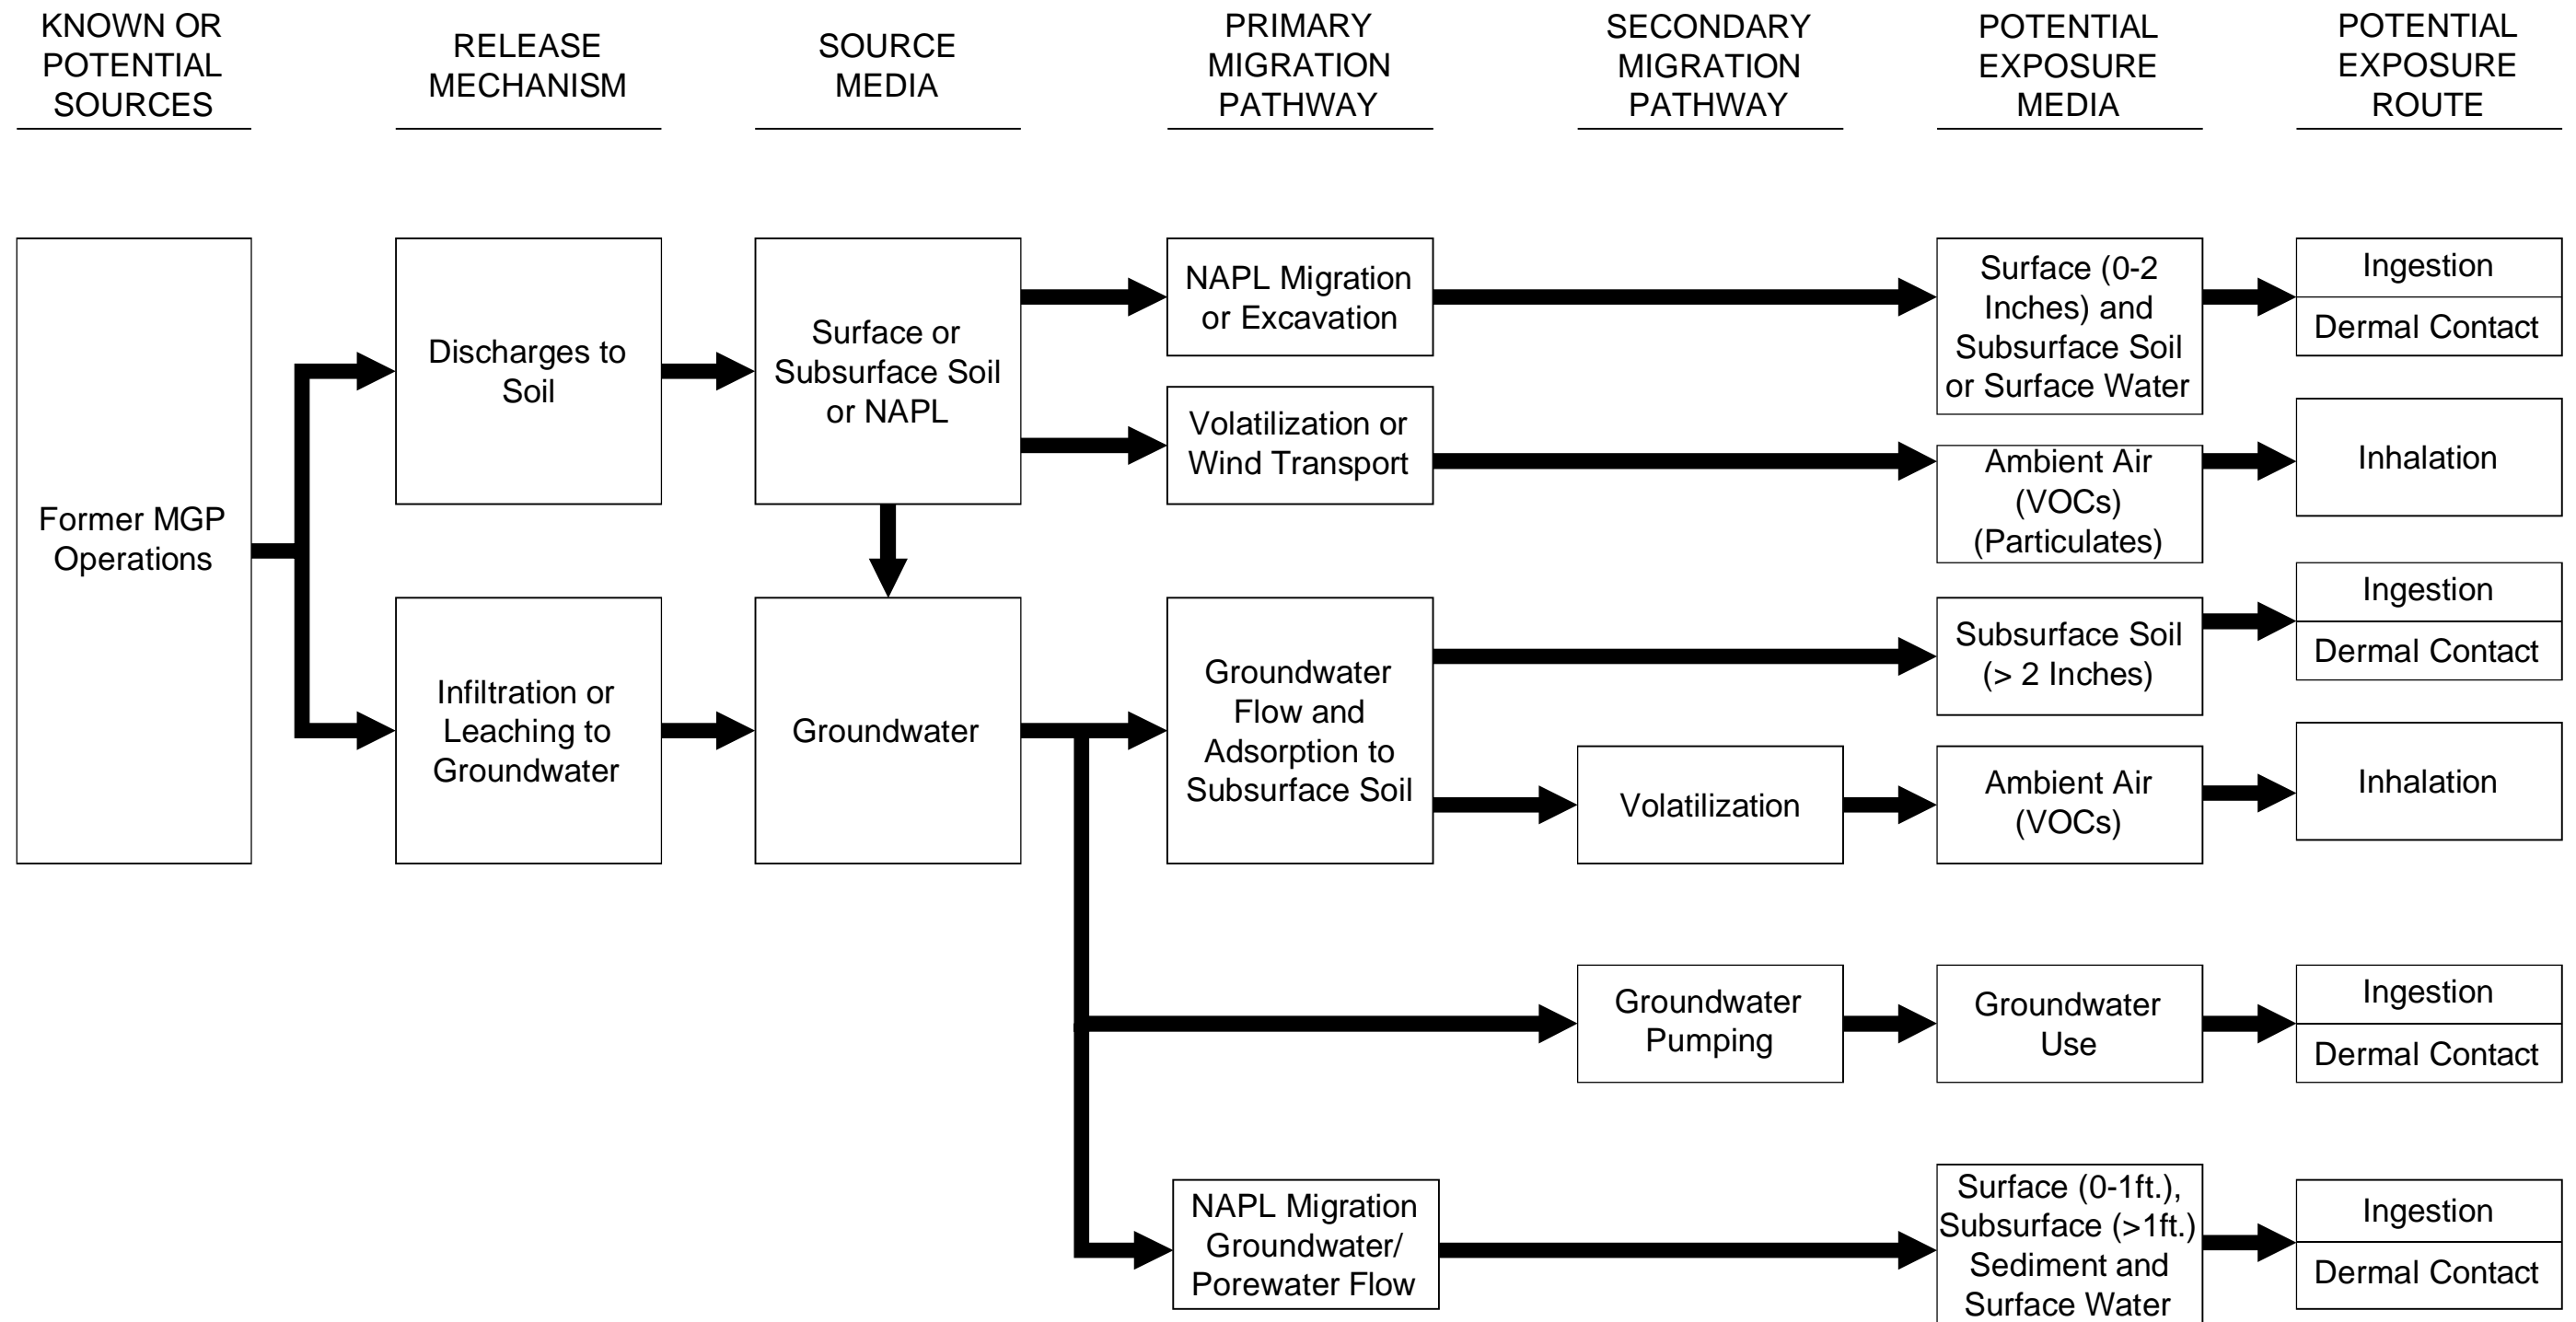 KNOWN OR
POTENTIAL
SOURCES
RELEASE
MECHANISM
SOURCE
MEDIA
PRIMARY
MIGRATION
PATHWAY
SECONDARY
MIGRATION
PATHWAY
POTENTIAL
EXPOSURE
MEDIA
POTENTIAL
EXPOSURE
ROUTE
Former MGP
Operations
Discharges to
Soil
Surface or
Subsurface Soil
or NAPL
NAPL Migration
or Excavation
Surface (0-2
Inches) and
Subsurface Soil
or Surface Water
Ingestion
Dermal Contact
Volatilization or
Wind Transport
Ambient Air
(VOCs)
(Particulates)
Inhalation
Infiltration or
Leaching to
Groundwater
Groundwater
Groundwater
Flow and
Adsorption to
Subsurface Soil
Subsurface Soil
(> 2 Inches)
Ingestion
Dermal Contact
Volatilization
Ambient Air
(VOCs)
Inhalation
Groundwater
Pumping
Groundwater
Use
Ingestion
Dermal Contact
NAPL Migration
Groundwater/
Porewater Flow
Surface (0-1ft.),
Subsurface (>1ft.)
Sediment and
Surface Water
Ingestion
Dermal Contact